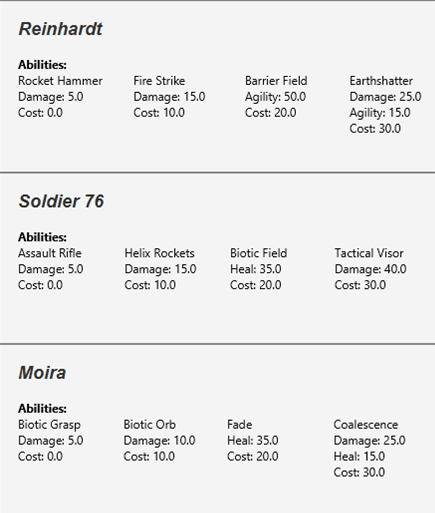 Reinhardt
Abilities:
Rocket Hammer Fire Strike Barrier Field Earthshatter
Damage: 5.0 Damage: 15.0 Agility: 50.0 Damage: 25.0
Cost: 0.0 Cost: 10.0 Cost: 20.0 Agility: 15.0
Cost: 30.0
Soldier 76
Abilities:
Assault Rifle Helix Rockets Biotic Field Tactical Visor
Damage: 5.0 Damage: 15.0 Heal: 35.0 Damage: 40.0
Cost: 0.0 Cost: 10.0 Cost: 20.0 Cost: 30.0
Moira
Abilities:
Biotic Grasp Biotic Orb Fade Coalescence
Damage: 5.0 Damage: 10.0 Heal: 35.0 Damage: 25.0
Cost: 0.0 Cost: 10.0 Cost: 20.0 Heal: 15.0
Cost: 30.0